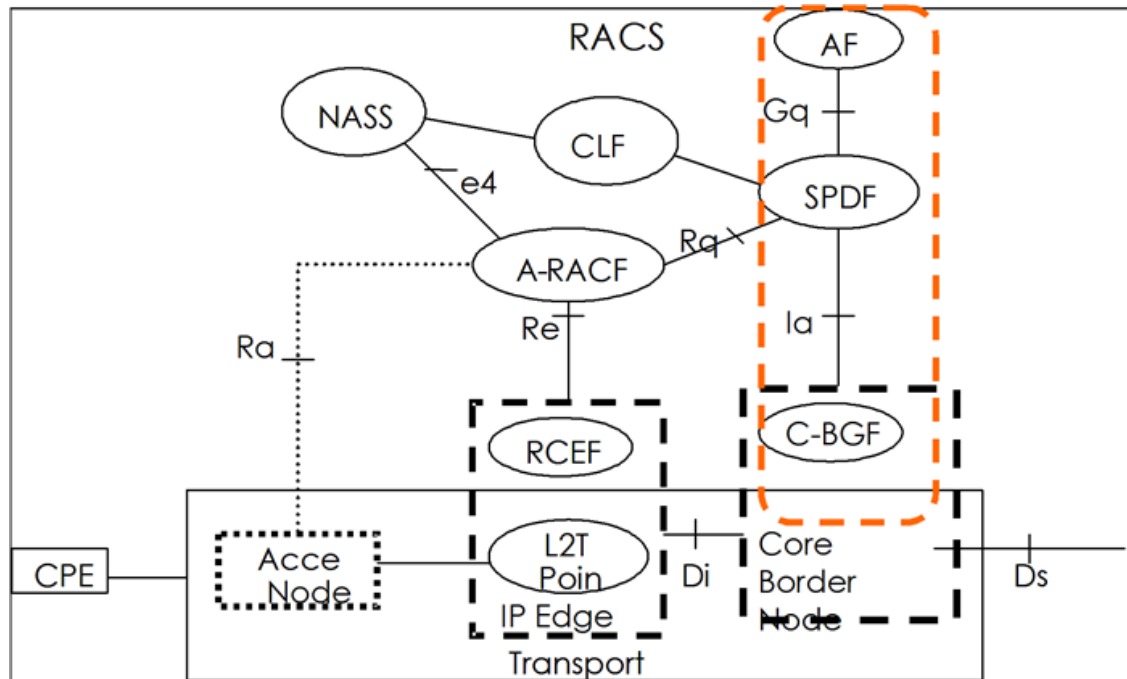 RACS
AF
Gq
NASS
CLF
e4
SPDF
Rq
A-RACF
Re
Ia
Ra
C-BGF
RCEF
L2T
Poin
IP Edge
Acce
Node
CPE
Di
Core
Border
Node
Ds
Transport